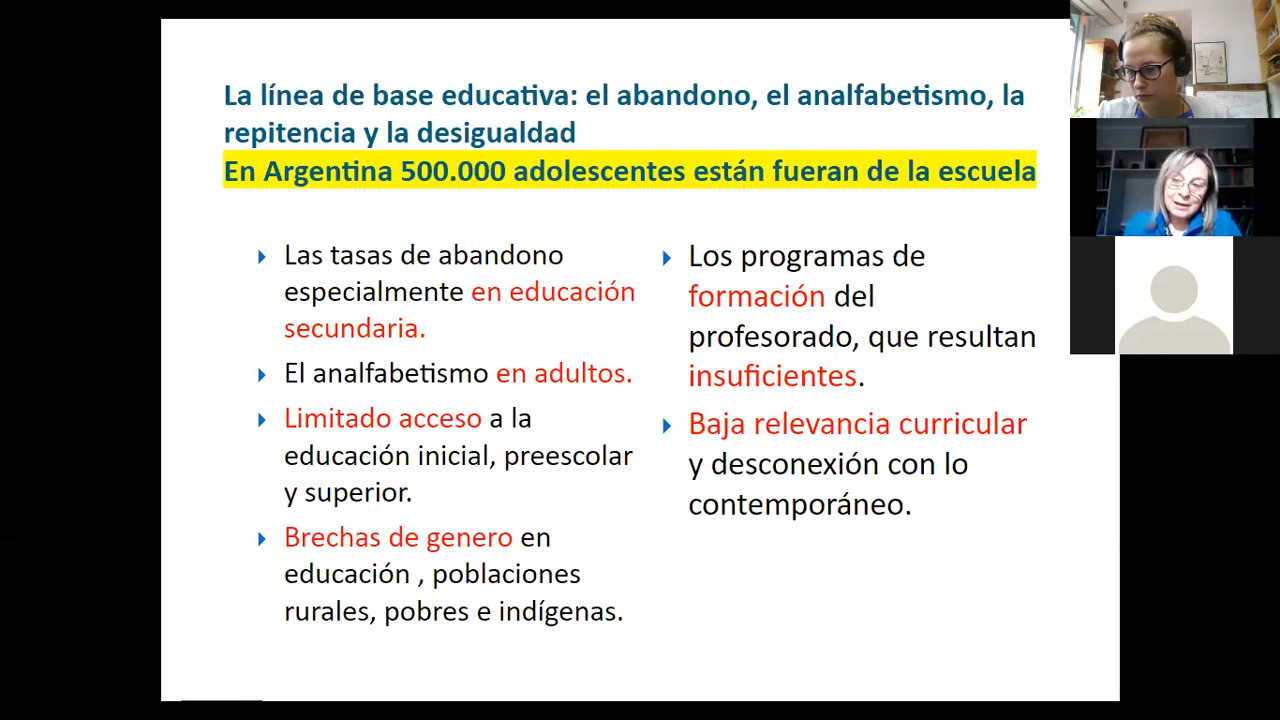 La línea de base educativa: el abandono, el analfabetismo, la
repitencia y la desigualdad
En Argentina 500.000 adolescentes están fueran de la escuela
Las tasas de abandono
especialmente en educación
secundaria.
El analfabetismo en adultos.
Limitado acceso a la
educación inicial, preescolar
y superior.
Brechas de genero en
educación , poblaciones
rurales, pobres e indígenas.
Los programas de
formación del
profesorado, que resultan
insuficientes.
Baja relevancia curricular
y desconexión con lo
contemporáneo.